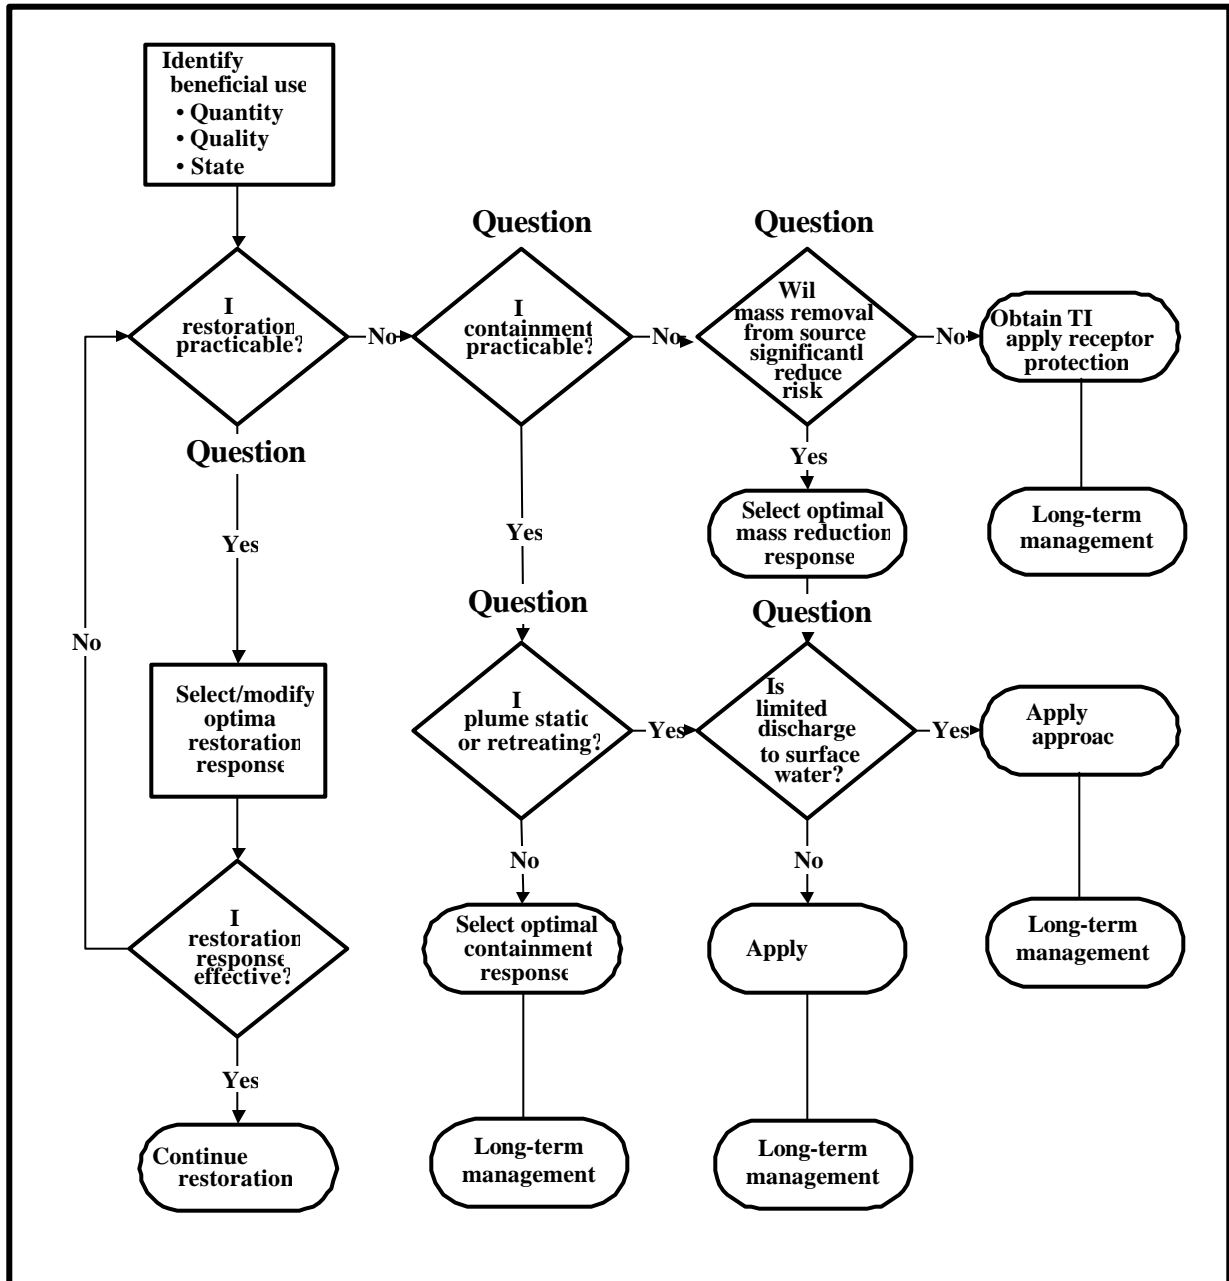 Identify
beneficial use
• Quantity
• Quality
• State
Question
Question
I
restoration
practicable?
No
I
containment
practicable?
No
Wil
mass removal
from source
significantl
reduce
risk
No
Obtain TI
apply receptor
protection
Question
Yes
Yes
Yes
Select optimal
mass reduction
response
Long-term
management
Question
Question
No
Select/modify
optima
restoration
response
I
plume static
or retreating?
Yes
Is
limited
discharge
to surface
water?
Yes
Apply
approac
No
No
I
restoration
response
effective?
Select optimal
containment
response
Apply
Long-term
management
Yes
Continue
restoration
Long-term
management
Long-term
management